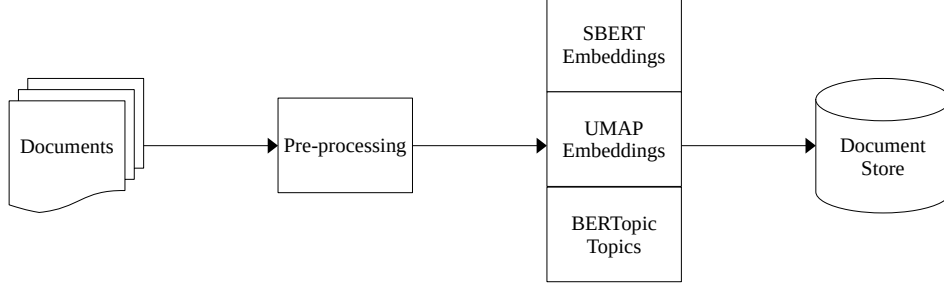 Documents
Pre-processing
SBERT
Embeddings
UMAP
Embeddings
BERTopic
Topics
Document
Store